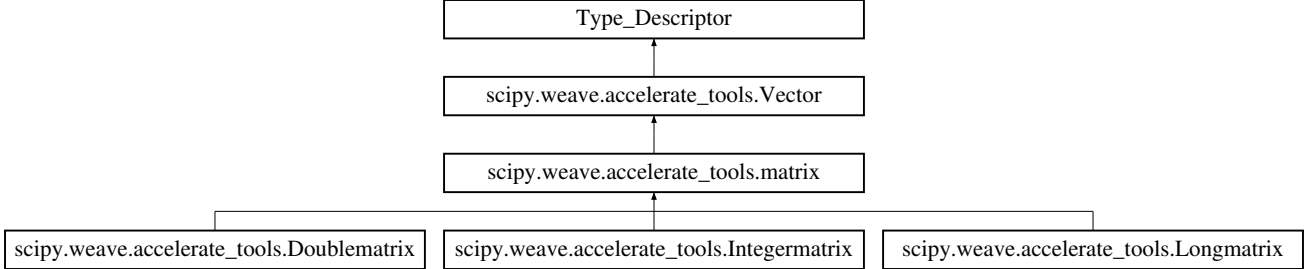 Type_Descriptor
scipy.weave.accelerate_tools.Vector
scipy.weave.accelerate_tools.matrix
scipy.weave.accelerate_tools.Doublematrix
scipy.weave.accelerate_tools.Integermatrix
scipy.weave.accelerate_tools.Longmatrix